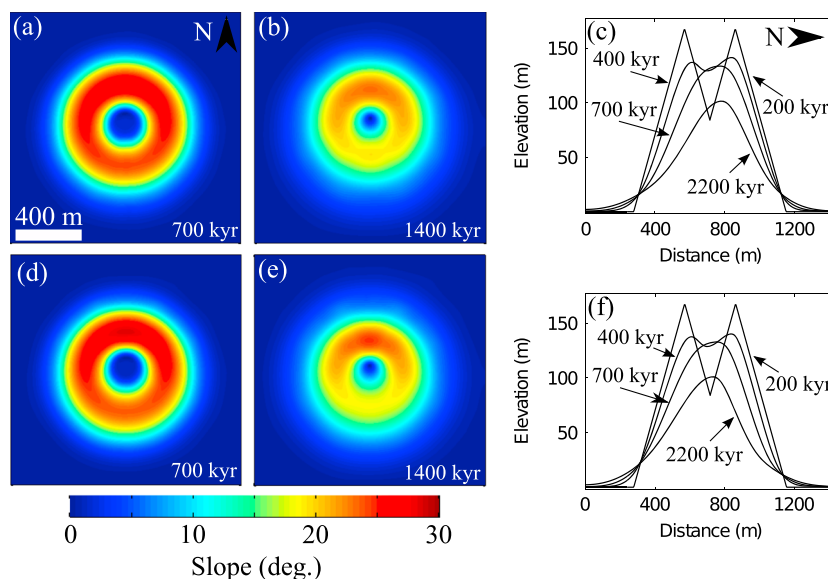 (a)
N
400 m
700 kyr
(b)
1400 kyr
(c)
N
Elevation (m)
150
100
50
400 kyr
700 kyr
200 kyr
2200 kyr
0
400
800
1200
Distance (m)
(d)
700 kyr
(e)
1400 kyr
(f)
Elevation (m)
150
100
50
400 kyr
700 kyr
200 kyr
2200 kyr
0
400
800
1200
Distance (m)
0
10
20
30
Slope (deg.)